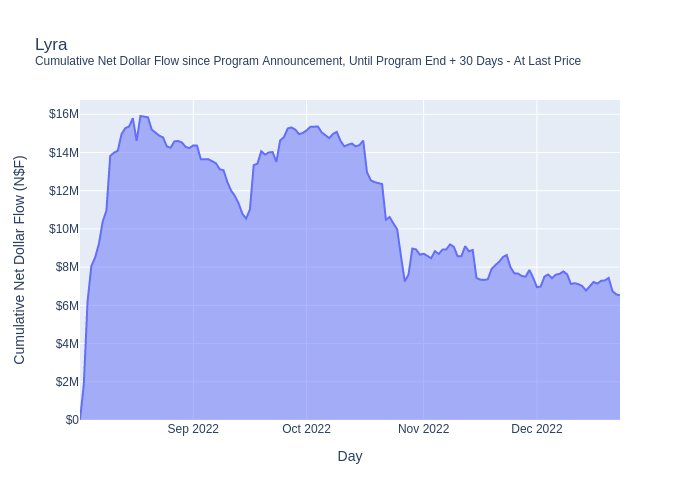 Lyra
Cumulative Net Dollar Flow since Program Announcement, Until Program End + 30 Days - At Last Price
Cumulative Net Dollar Flow (N$F)
$16M
$14M
$12M
$10M
$8M
$6M
$4M
$2M
$0
Sep 2022
Oct 2022
Nov 2022
Dec 2022
Day